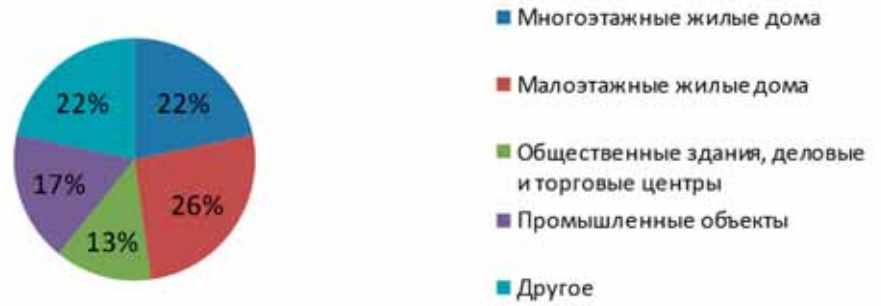 22%
22%
17%
26%
13%
Многоэтажные жилые дома
Малоэтажные жилые дома
Общественные здания, деловые
и торговые центры
Промышленные объекты
Другое